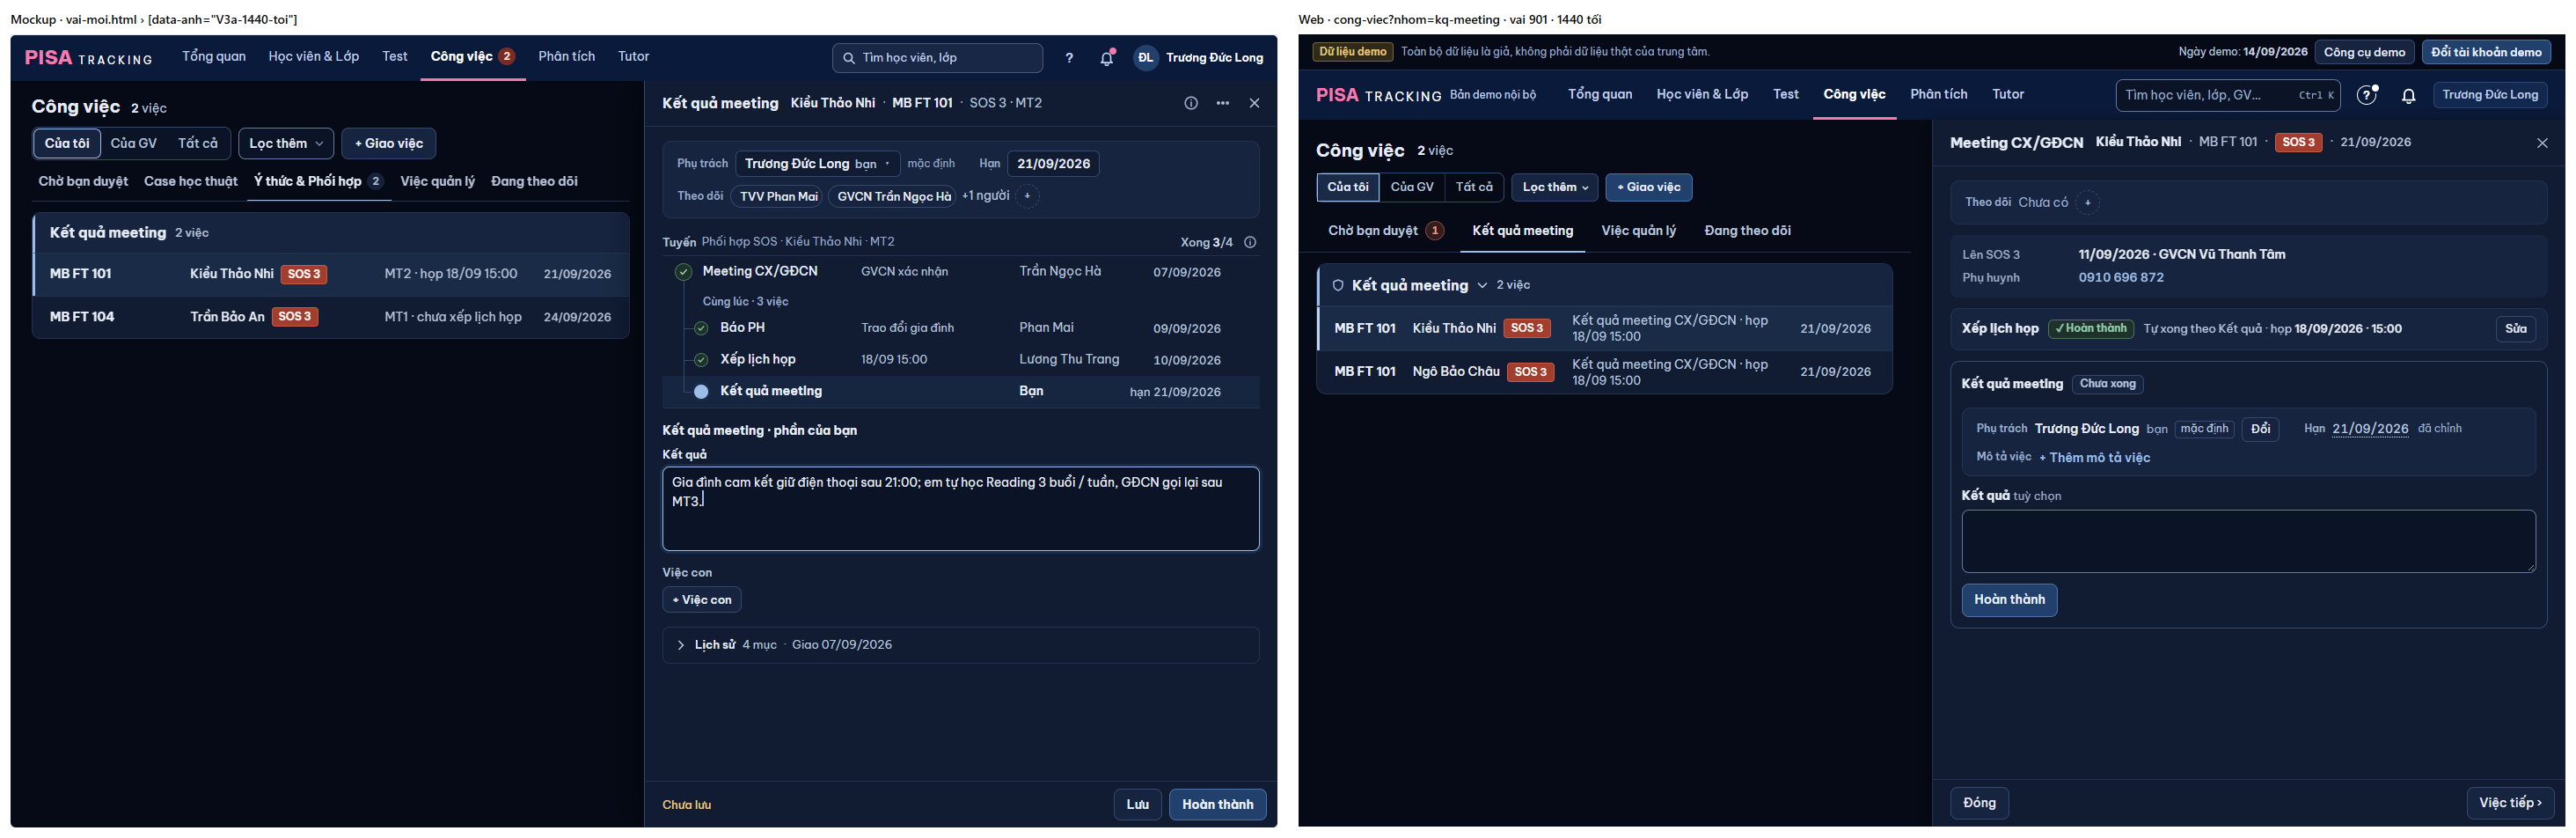 Mockup · vai-moi.html › [data-anh="V3a-1440-toi"]
PISA TRACKING Tổng quan Học viên & Lớp Test Công việc 2 Phân tích Tutor Tìm học viên, lớp ? ĐL Trương Đức Long
Công việc 2 việc
Của tôi Của GV Tất cả Lọc thêm + Giao việc
Chờ bạn duyệt Case học thuật Ý thức & Phối hợp 2 Việc quản lý Đang theo dõi
Kết quả meeting 2 việc
MB FT 101 Kiều Thảo Nhi SOS 3 MT2 · họp 18/09 15:00 21/09/2026
MB FT 104 Trần Bảo An SOS 3 MT1 · chưa xếp lịch họp 24/09/2026
Kết quả meeting Kiều Thảo Nhi · MB FT 101 · SOS 3 · MT2
Phụ trách Trương Đức Long bạn mặc định Hạn 21/09/2026
Theo dõi TVV Phan Mai GVCN Trần Ngọc Hà +1 người +
Tuyến Phối hợp SOS · Kiều Thảo Nhi · MT2 Xong 3/4
Meeting CX/GĐCN GVCN xác nhận Trần Ngọc Hà 07/09/2026
Cùng lúc · 3 việc
Báo PH Trao đổi gia đình Phan Mai 09/09/2026
Xếp lịch họp 18/09 15:00 Lương Thu Trang 10/09/2026
Kết quả meeting Bạn hạn 21/09/2026
Kết quả meeting · phần của bạn
Kết quả
Gia đình cam kết giữ điện thoại sau 21:00; em tự học Reading 3 buổi / tuần, GĐCN gọi lại sau
MT3.
Việc con
+ Việc con
Lịch sử 4 mục · Giao 07/09/2026
Chưa lưu Lưu Hoàn thành
Web · cong-viec?nhom=kq-meeting · vai 901 · 1440 tối
Dữ liệu demo Toàn bộ dữ liệu là giả, không phải dữ liệu thật của trung tâm. Ngày demo: 14/09/2026 Công cụ demo Đổi tài khoản demo
PISA TRACKING Bản demo nội bộ Tổng quan Học viên & Lớp Test Công việc Phân tích Tutor Tìm học viên, lớp, GV... Ctrl K ? Trương Đức Long
Công việc 2 việc
Của tôi Của GV Tất cả Lọc thêm + Giao việc
Chờ bạn duyệt 1 Kết quả meeting Việc quản lý Đang theo dõi
Kết quả meeting 2 việc
MB FT 101 Kiều Thảo Nhi SOS 3 Kết quả meeting CX/GĐCN · họp 21/09/2026
18/09 15:00
MB FT 101 Ngô Bảo Châu SOS 3 Kết quả meeting CX/GĐCN · họp 21/09/2026
18/09 15:00
Meeting CX/GĐCN Kiều Thảo Nhi · MB FT 101 · SOS 3 · 21/09/2026
Theo dõi Chưa có +
Lên SOS 3 11/09/2026 · GVCN Vũ Thanh Tâm
Phụ huynh 0910 696 872
Xếp lịch họp ✓ Hoàn thành Tự xong theo Kết quả · họp 18/09/2026 · 15:00 Sửa
Kết quả meeting Chưa xong
Phụ trách Trương Đức Long bạn mặc định Đổi Hạn 21/09/2026 đã chỉnh
Mô tả việc + Thêm mô tả việc
Kết quả tuỳ chọn
Hoàn thành
Đóng Việc tiếp ›